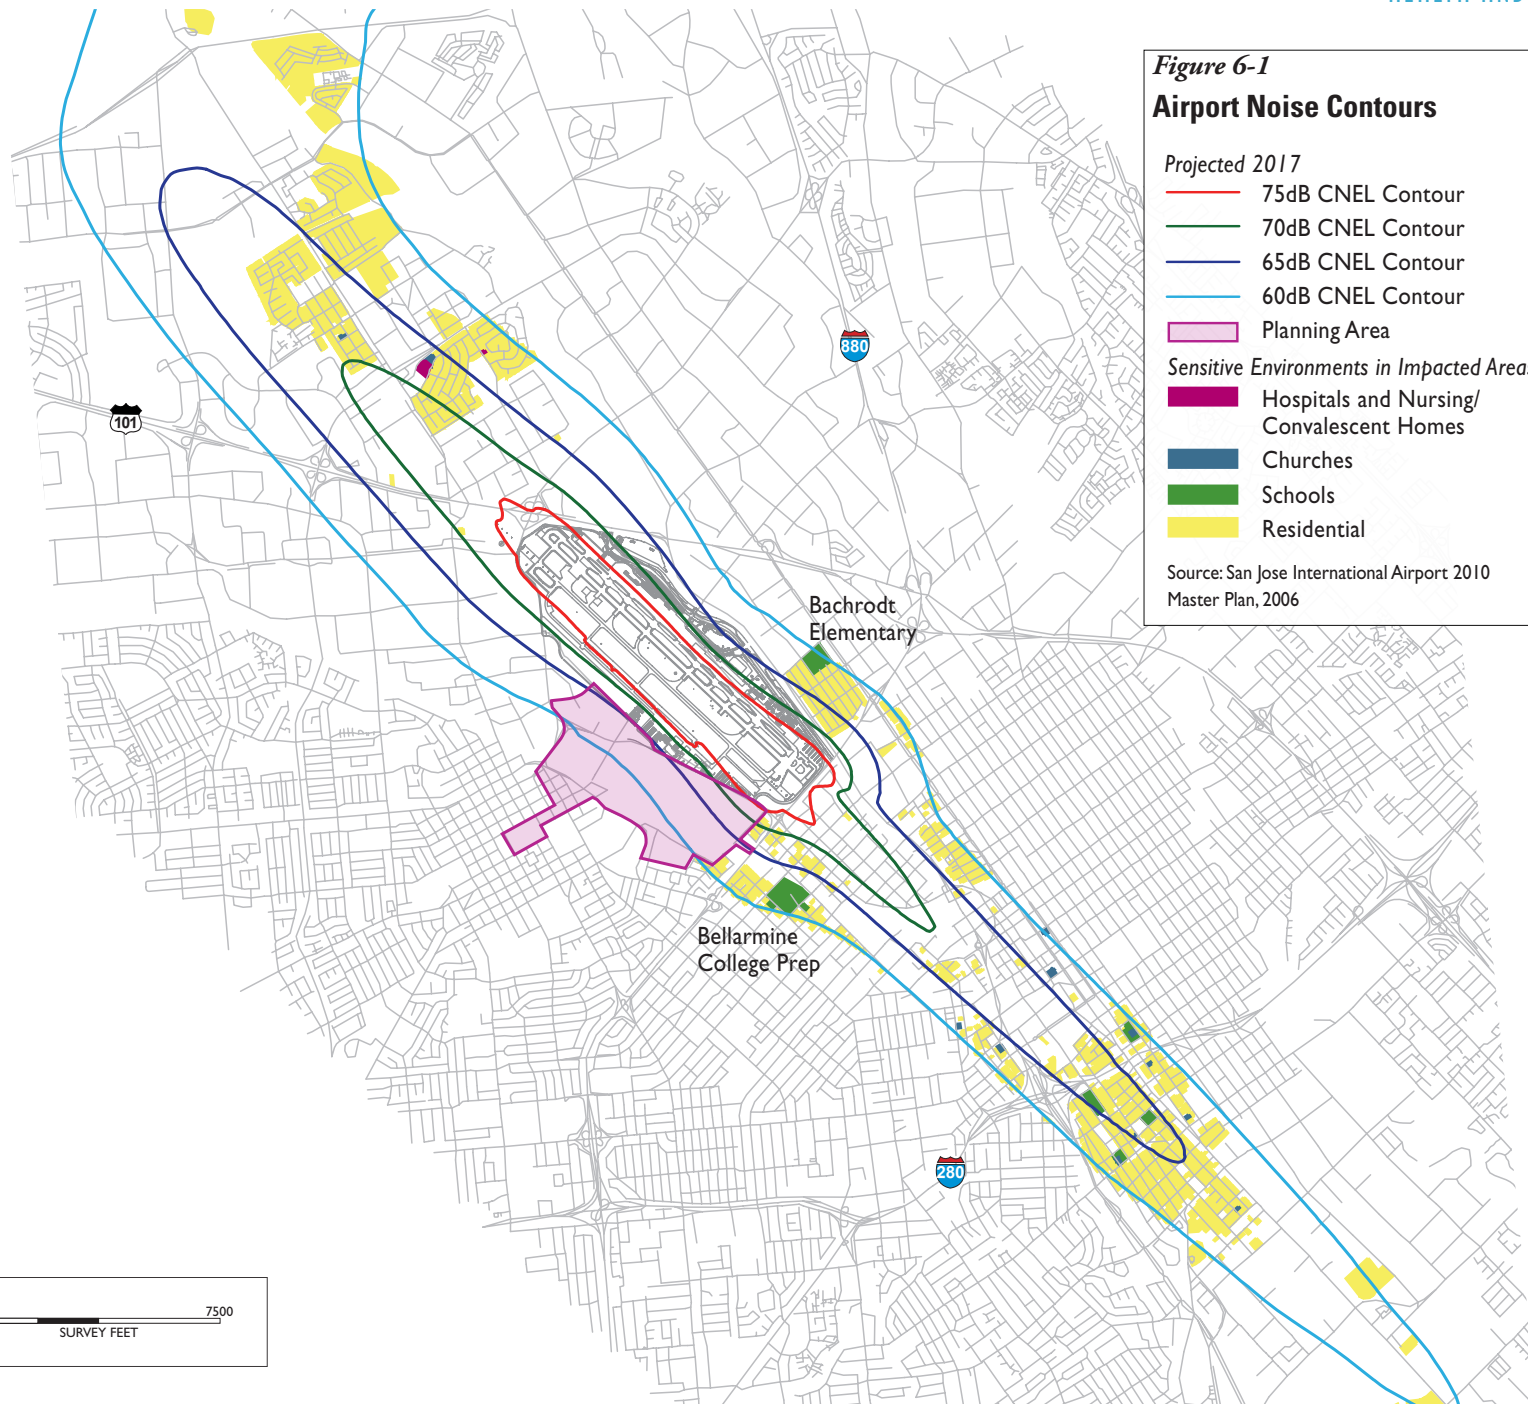 Figure 6-1
Airport Noise Contours
Projected 2017
75dB CNEL Contour
70dB CNEL Contour
65dB CNEL Contour
60dB CNEL Contour
Planning Area
Sensitive Environments in Impacted Areas
Hospitals and Nursing/
Convalescent Homes
Churches
Schools
Residential
Source: San Jose International Airport 2010
Master Plan, 2006
880
101
Bachrodt
Elementary
Bellarmine
College Prep
280
7500
SURVEY FEET